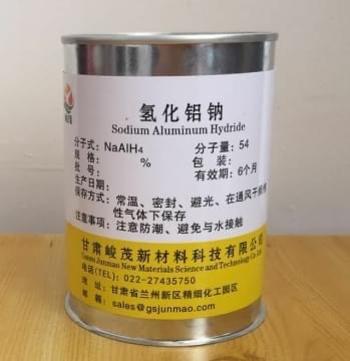 氢化铝钠
Sodium Aluminum Hydride
分子式：NaAlH4 分子量：54
规格： % 包装：
批号： 有效期：6个月
生产日期：
保存方式：常温、密封、避光、在通风干燥
性气体下保存
注意事项：注意防潮、避免与水接触
甘肃峻茂新材料科技有限公司
Gansu Junmao New Materials Science and Technology Co
电话(TEL)：022-27435750
地 址：甘肃省兰州新区精细化工园区
邮 箱：sales@gsjunmao.com